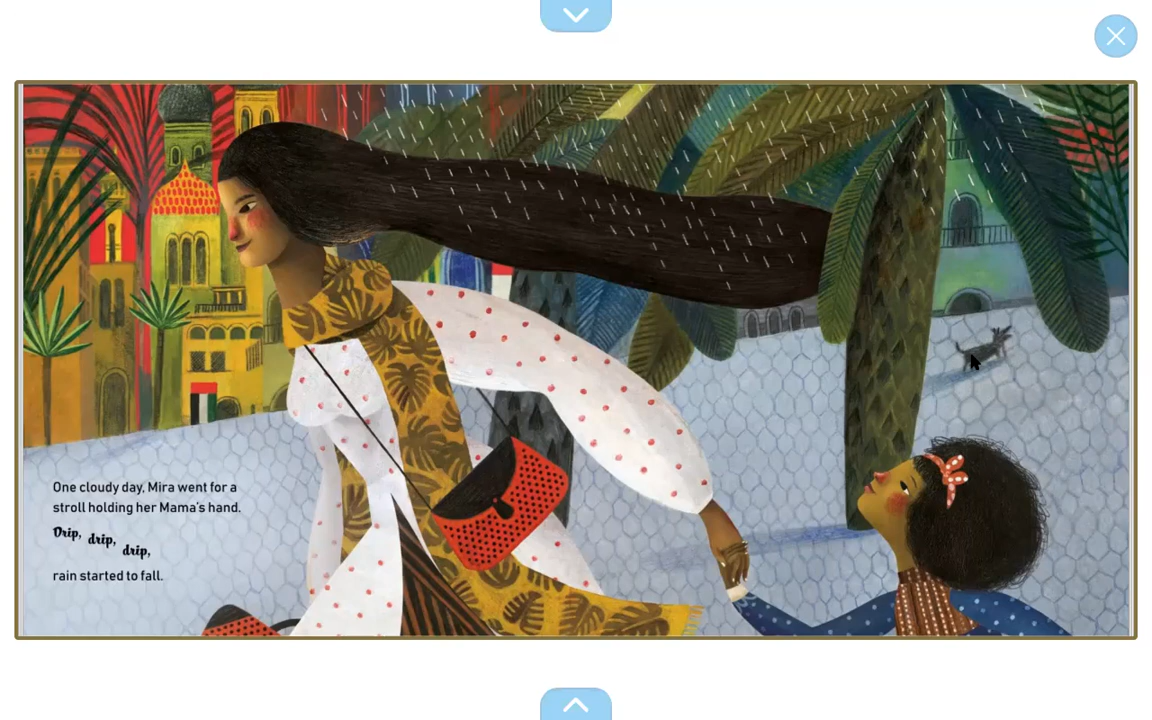 One cloudy day, Mira went for a
stroll holding her Mama's hand.
Drip, drip, drip,
rain started to fall.